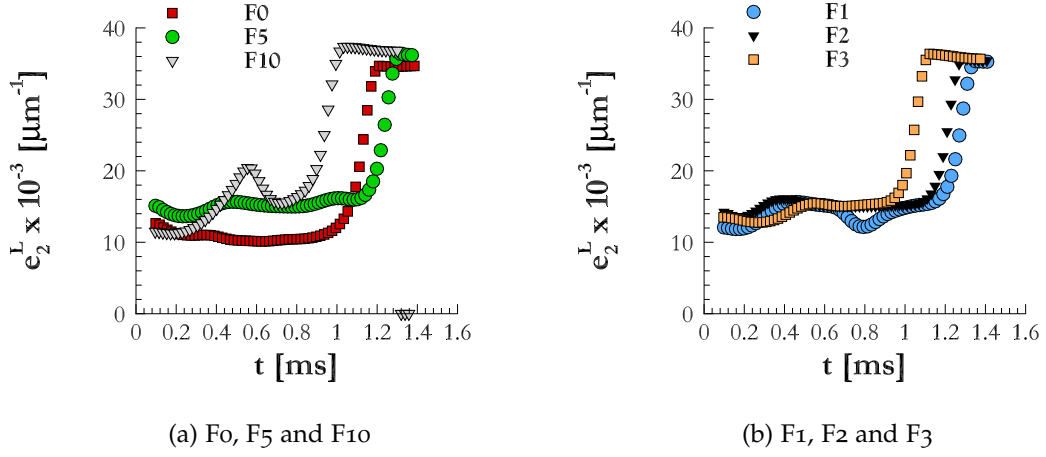 F0
F5
F10
e₂ᴸ x 10⁻³ [μm⁻¹]
40
30
20
10
0
0 0.2 0.4 0.6 0.8 1 1.2 1.4 1.6
t [ms]
(a) F0, F5 and F10
F1
F2
F3
e₂ᴸ x 10⁻³ [μm⁻¹]
40
30
20
10
0
0 0.2 0.4 0.6 0.8 1 1.2 1.4 1.6
t [ms]
(b) F1, F2 and F3